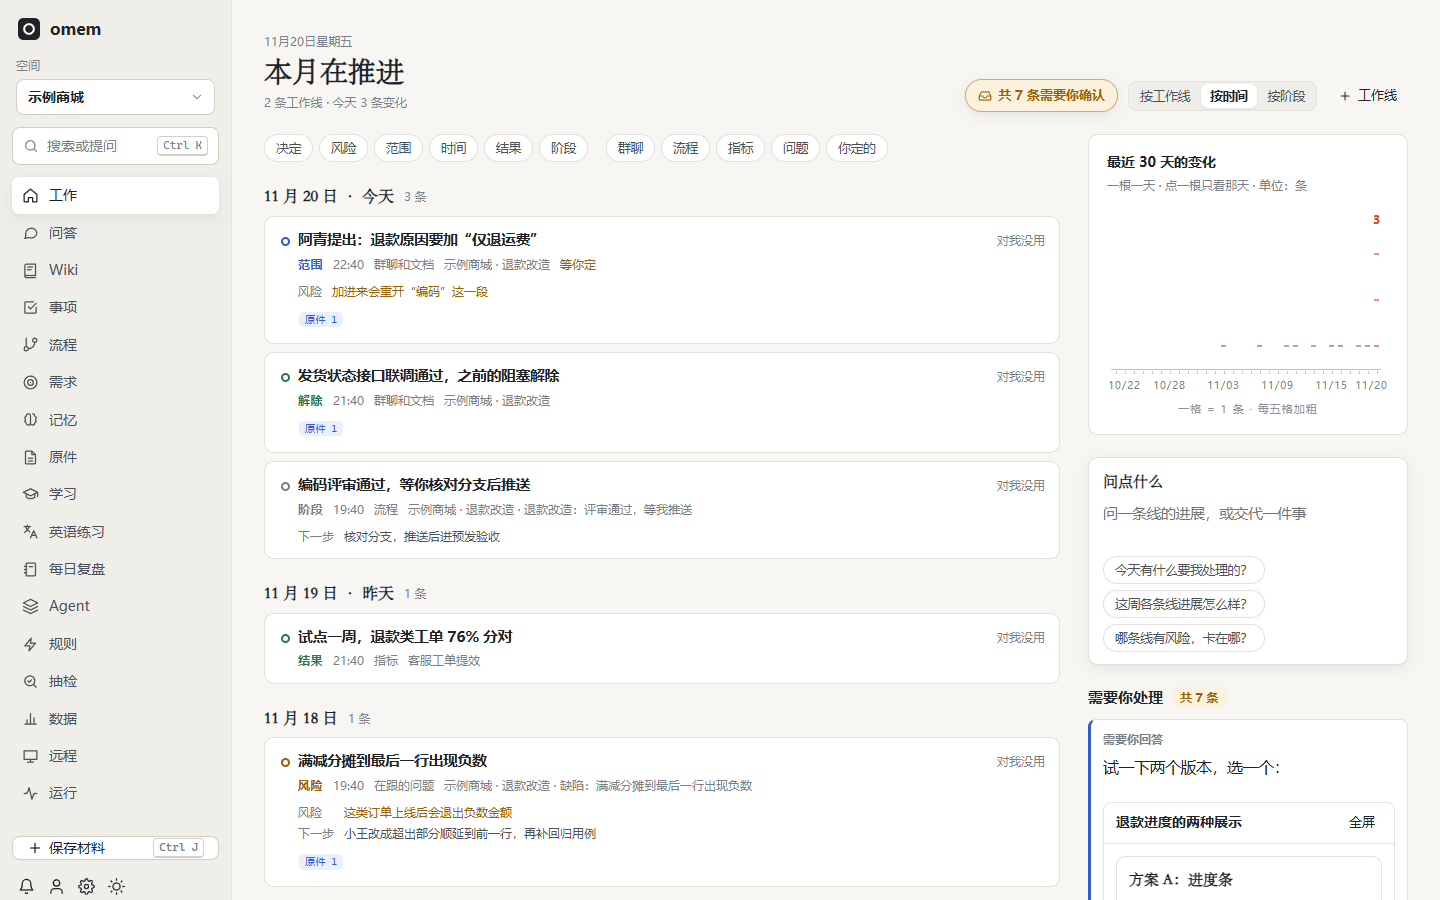 omem
空间
示例商城
搜索或提问 Ctrl K
工作
问答
Wiki
事项
流程
需求
记忆
原件
学习
英语练习
每日复盘
Agent
规则
抽检
数据
远程
运行
+ 保存材料 Ctrl J
11月20日星期五
本月在推进
2 条工作线 · 今天 3 条变化
共 7 条需要你确认
按工作线 按时间 按阶段
+ 工作线
决定 风险 范围 时间 结果 阶段 群聊 流程 指标 问题 你定的
11 月 20 日 · 今天 3 条
阿青提出：退款原因要加“仅退运费” 对我没用
范围 22:40 群聊和文档 示例商城 · 退款改造 等你定
风险 加进来会重开“编码”这一段
原件 1
发货状态接口联调通过，之前的阻塞解除 对我没用
解除 21:40 群聊和文档 示例商城 · 退款改造
原件 1
编码评审通过，等你核对分支后推送 对我没用
阶段 19:40 流程 示例商城 · 退款改造 · 退款改造：评审通过，等我推送
下一步 核对分支，推送后进预发验收
11 月 19 日 · 昨天 1 条
试点一周，退款类工单 76% 分对 对我没用
结果 21:40 指标 客服工单提效
11 月 18 日 1 条
满减分摊到最后一行出现负数 对我没用
风险 19:40 在跟的问题 示例商城 · 退款改造 · 缺陷：满减分摊到最后一行出现负数
风险 这类订单上线后会退出负数金额
下一步 小王改成超出部分顺延到前一行，再补回归用例
原件 1
最近 30 天的变化
一根一天 · 点一根只看那天 · 单位：条
3
10/22 10/28 11/03 11/09 11/15 11/20
一格 = 1 条 · 每五格加粗
问点什么
问一条线的进展，或交代一件事
今天有什么要我处理的？
这周各条线进展怎么样？
哪条线有风险，卡在哪？
需要你处理 共 7 条
需要你回答
试一下两个版本，选一个：
退款进度的两种展示 全屏
方案 A：进度条